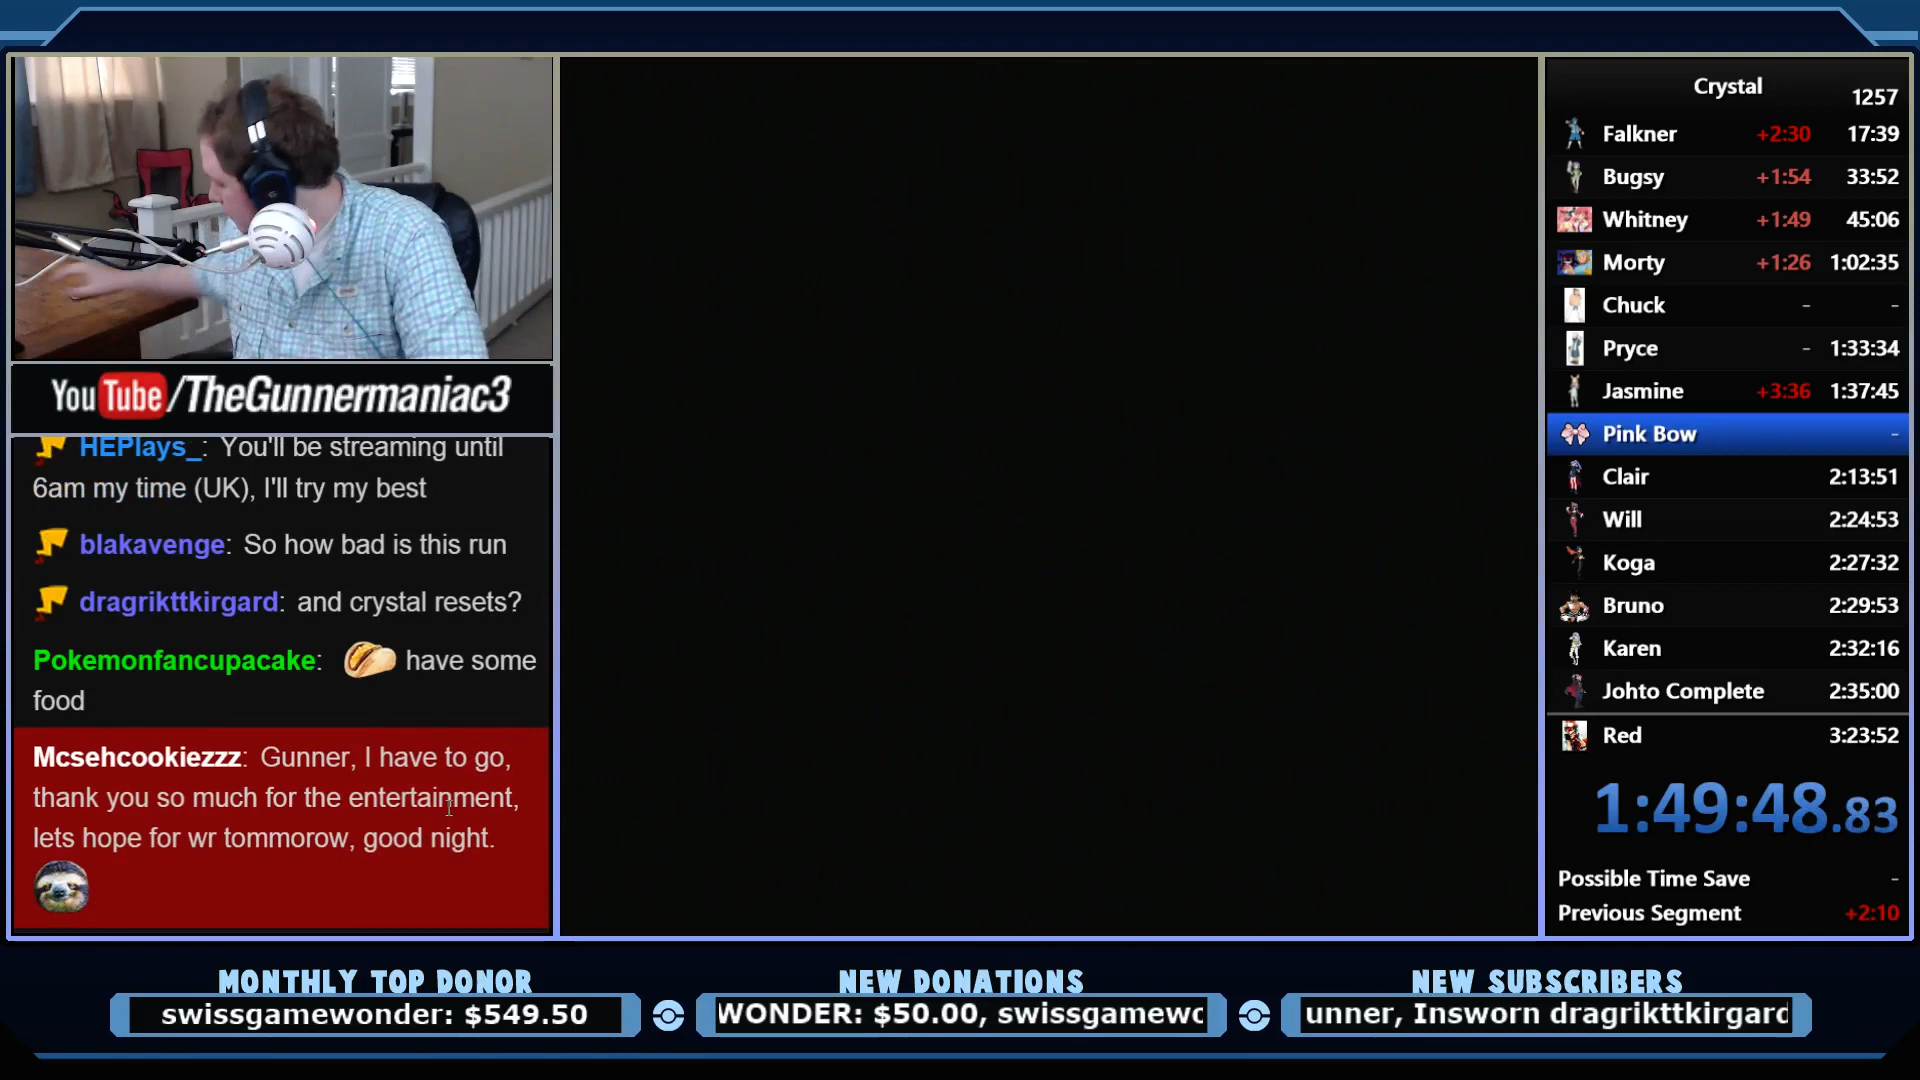 YouTube/TheGunnermaniac3
HEPlays_: You'll be streaming until
6am my time (UK), I'll try my best
blakavenge: So how bad is this run
dragrikttkirgard: and crystal resets?
Pokemonfancupacake: have some
food
Mcsehcookiezzz: Gunner, I have to go,
thank you so much for the entertainment,
lets hope for wr tommorow, good night.
Crystal 1257
Falkner +2:30 17:39
Bugsy +1:54 33:52
Whitney +1:49 45:06
Morty +1:26 1:02:35
Chuck - -
Pryce - 1:33:34
Jasmine +3:36 1:37:45
Pink Bow -
Clair 2:13:51
Will 2:24:53
Koga 2:27:32
Bruno 2:29:53
Karen 2:32:16
Johto Complete 2:35:00
Red 3:23:52
1:49:48.83
Possible Time Save -
Previous Segment +2:10
MONTHLY TOP DONOR
swissgamewonder: $549.50
NEW DONATIONS
WONDER: $50.00, swissgamewo
NEW SUBSCRIBERS
unner, Insworn dragrikttkirgard